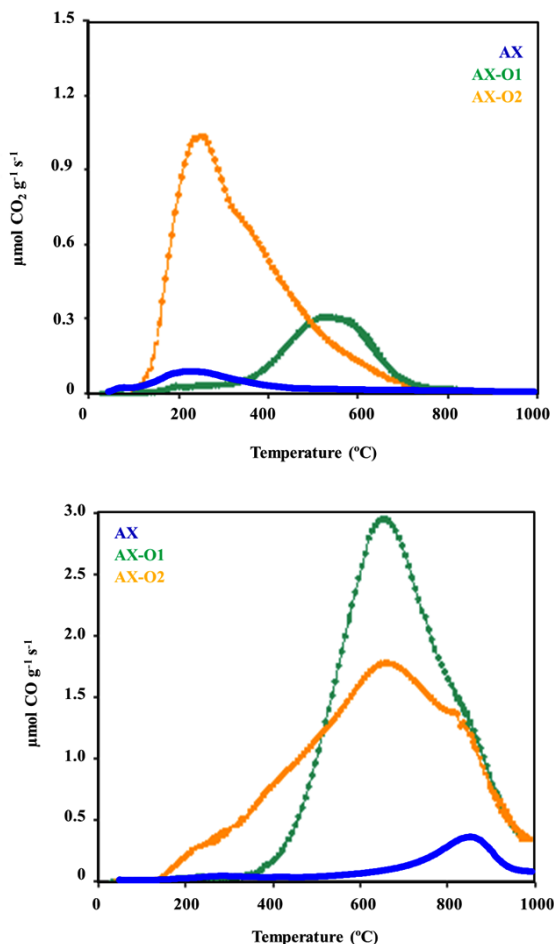 1.5
AX
AX-O1
AX-O2
1.2
0.9
0.6
0.3
0
µmol CO₂ g⁻¹ s⁻¹
0 200 400 600 800 1000
Temperature (ºC)
3.0
AX
AX-O1
AX-O2
2.5
2.0
1.5
1.0
0.5
0
µmol CO g⁻¹ s⁻¹
0 200 400 600 800 1000
Temperature (ºC)